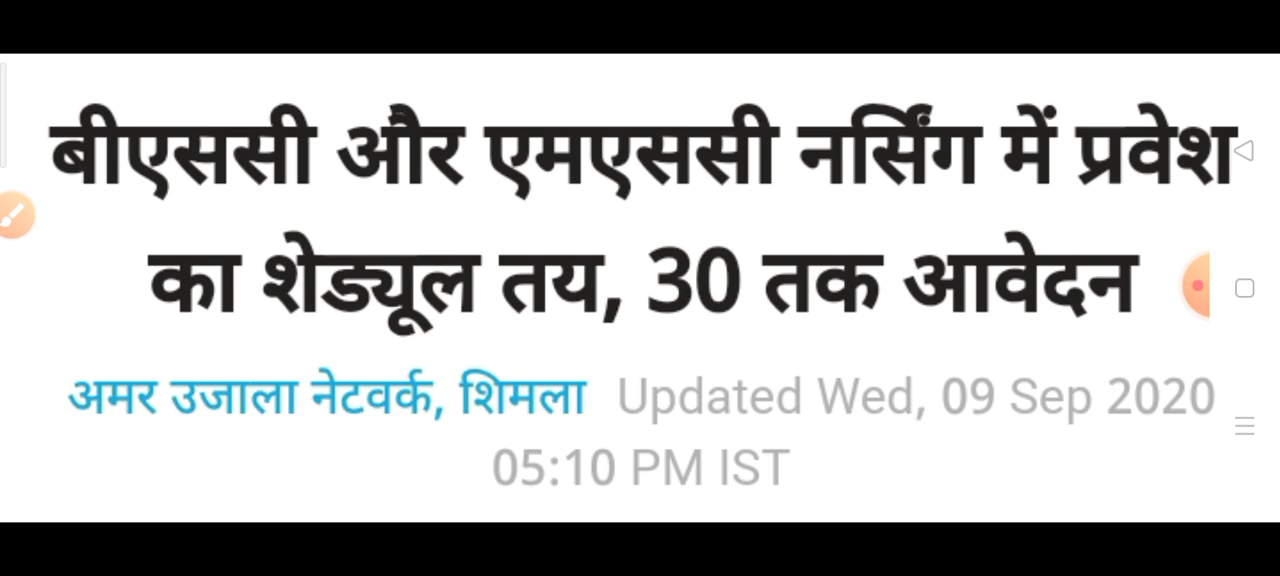 बीएससी और एमएससी नर्सिंग में प्रवेश
का शेड्यूल तय, 30 तक आवेदन
अमर उजाला नेटवर्क, शिमला Updated Wed, 09 Sep 2020
05:10 PM IST